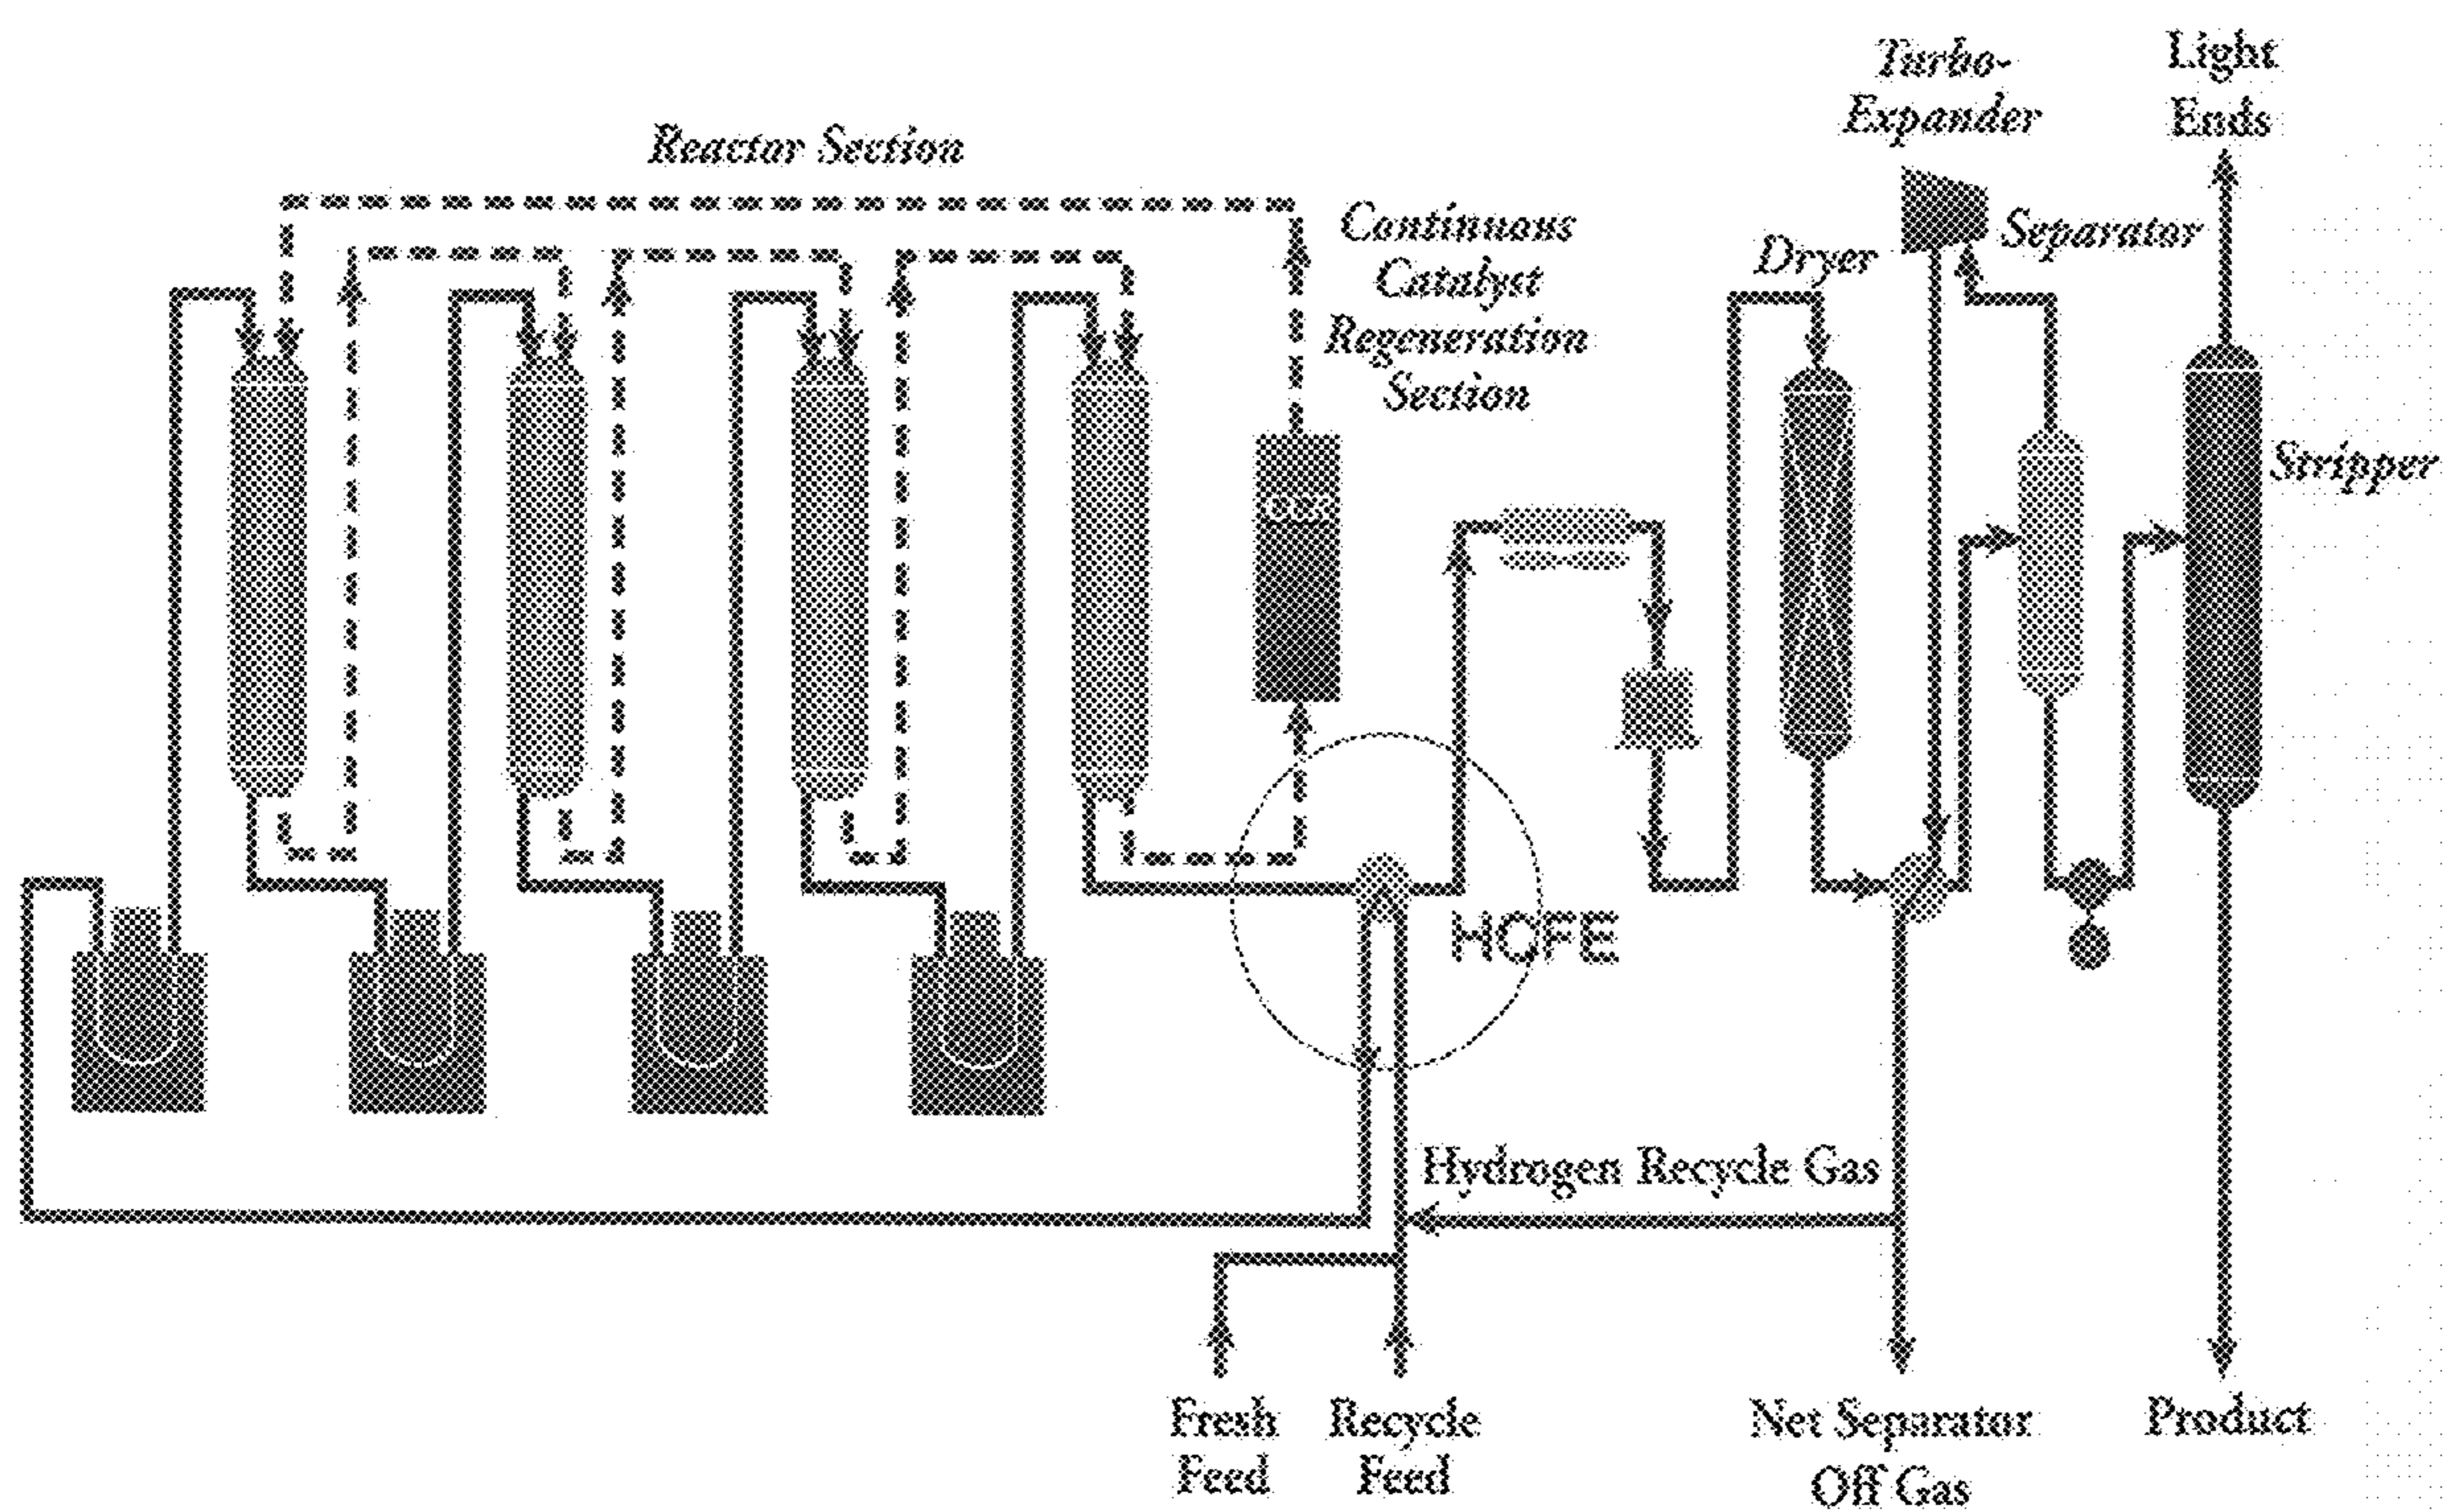 Reactor Section
Turbo-
Expander
Light
Ends
Continuous
Catalyst
Regeneration
Section
Dryer
Separator
Stripper
HCFE
Hydrogen Recycle Gas
Fresh
Feed
Recycle
Feed
Net Separator
Off Gas
Product